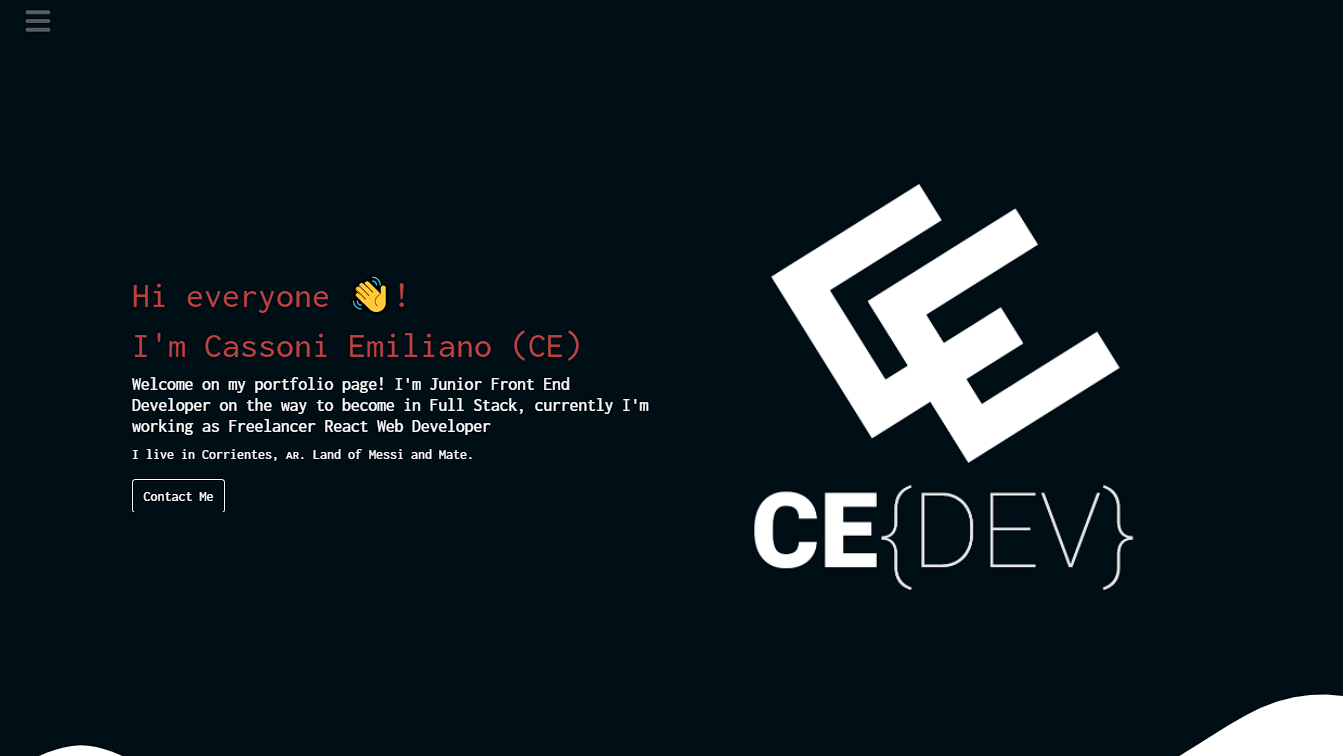 Hi everyone 👋!
I'm Cassoni Emiliano (CE)
Welcome on my portfolio page! I'm Junior Front End
Developer on the way to become in Full Stack, currently I'm
working as Freelancer React Web Developer
I live in Corrientes, AR. Land of Messi and Mate.
Contact Me
CE
CE{DEV}